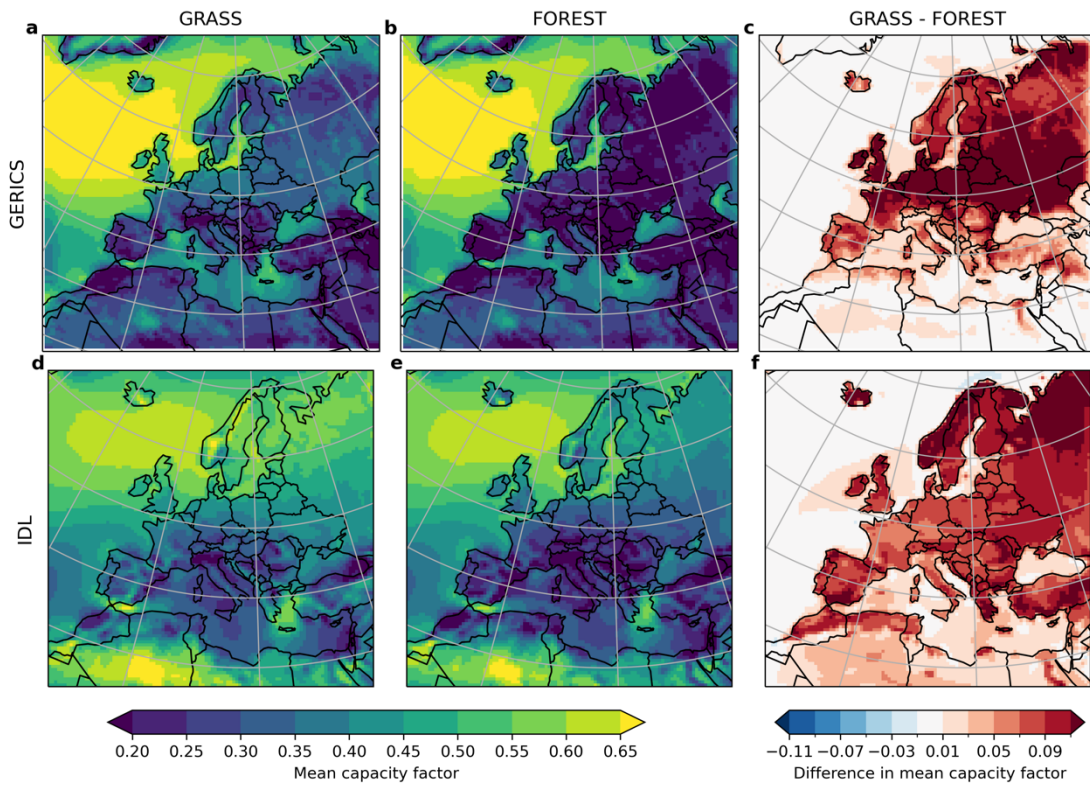 GRASS
FOREST
GRASS - FOREST
a
b
c
GERICS
d
e
f
IDL
0.20 0.25 0.30 0.35 0.40 0.45 0.50 0.55 0.60 0.65
Mean capacity factor
−0.11 −0.07 −0.03 0.01 0.05 0.09
Difference in mean capacity factor